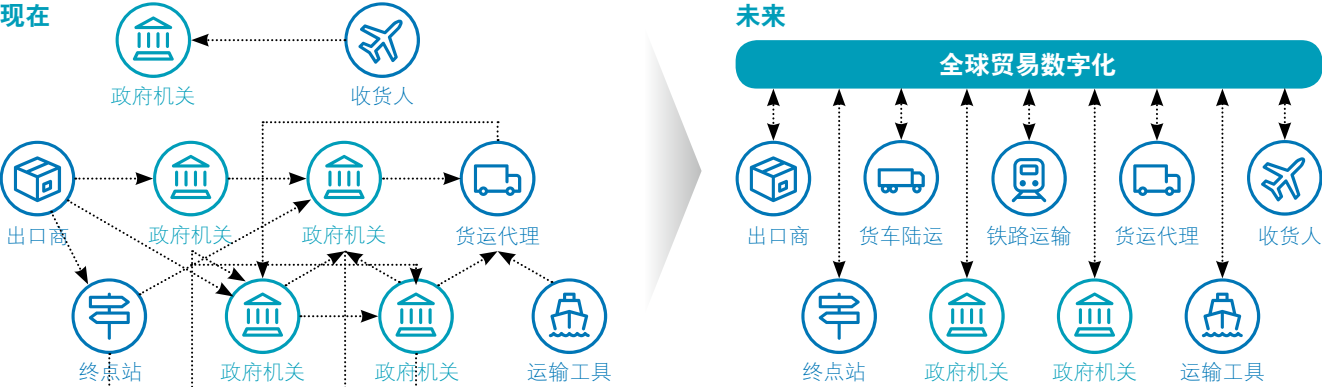 现在
政府机关
收货人
出口商
政府机关
政府机关
货运代理
终点站
政府机关
政府机关
运输工具
未来
全球贸易数字化
出口商
货车陆运
铁路运输
货运代理
收货人
终点站
政府机关
政府机关
运输工具